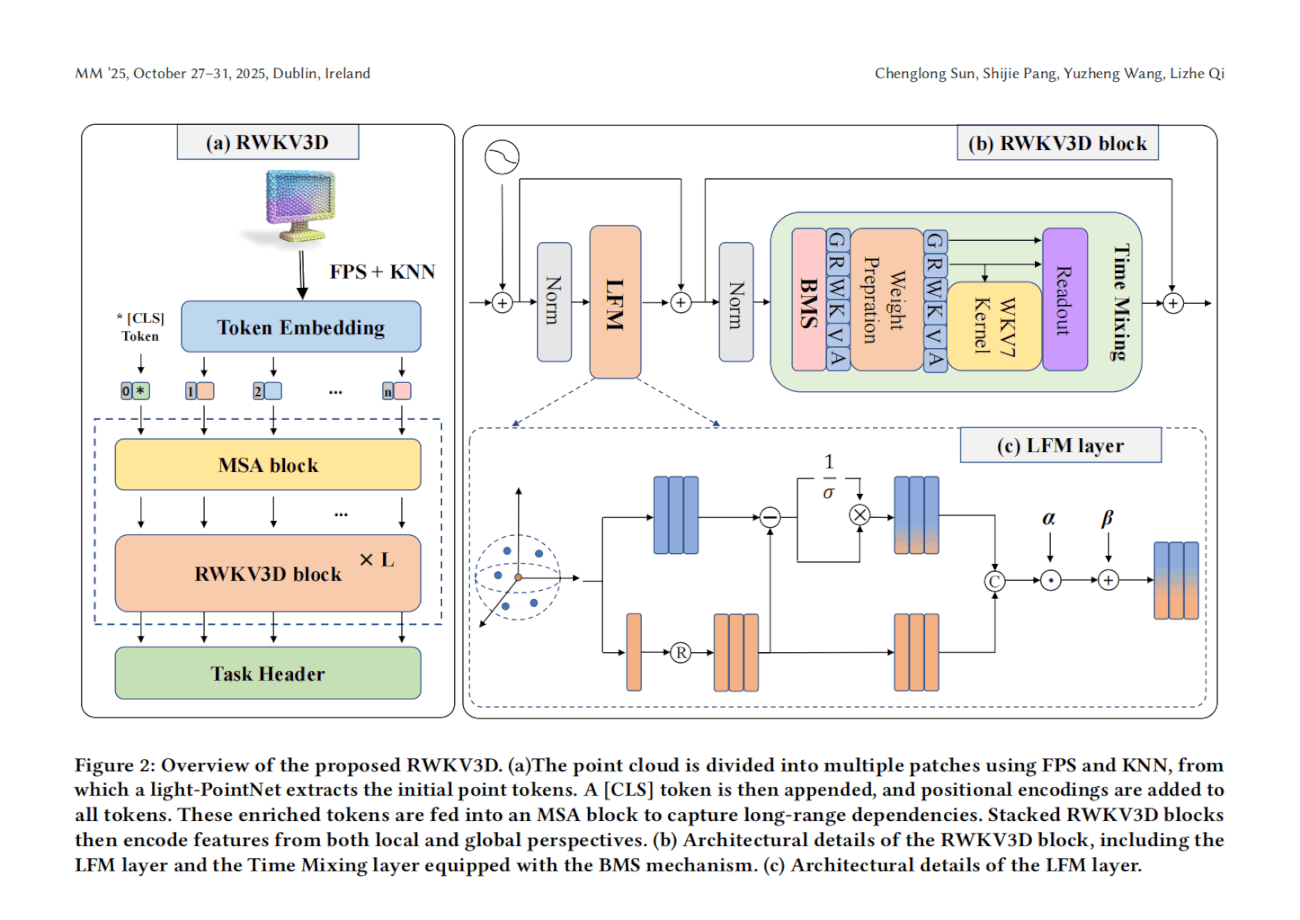 MM ’25, October 27–31, 2025, Dublin, Ireland
Chenglong Sun, Shijie Pang, Yuzheng Wang, Lizhe Qi
(a) RWKV3D
FPS + KNN
* [CLS]
Token
Token Embedding
0 * 1 2 ... n
MSA block
...
RWKV3D block × L
Task Header
(b) RWKV3D block
+
Norm
LFM
+
Norm
BMS
G R W K V A
Weight
Prepration
G R W K V A
WKV7
Kernel
Readout
Time Mixing
+
(c) LFM layer
−
1
σ
×
R
C
α
·
β
+
Figure 2: Overview of the proposed RWKV3D. (a)The point cloud is divided into multiple patches using FPS and KNN, from
which a light-PointNet extracts the initial point tokens. A [CLS] token is then appended, and positional encodings are added to
all tokens. These enriched tokens are fed into an MSA block to capture long-range dependencies. Stacked RWKV3D blocks
then encode features from both local and global perspectives. (b) Architectural details of the RWKV3D block, including the
LFM layer and the Time Mixing layer equipped with the BMS mechanism. (c) Architectural details of the LFM layer.